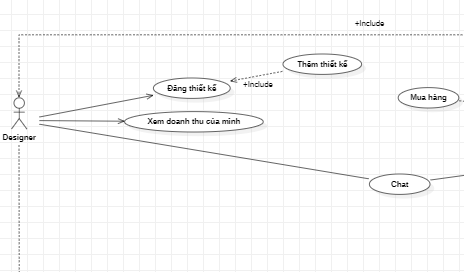 +Include
Thêm thiết kế
Đăng thiết kế
+Include
Mua hàng
Xem doanh thu của mình
Designer
Chat